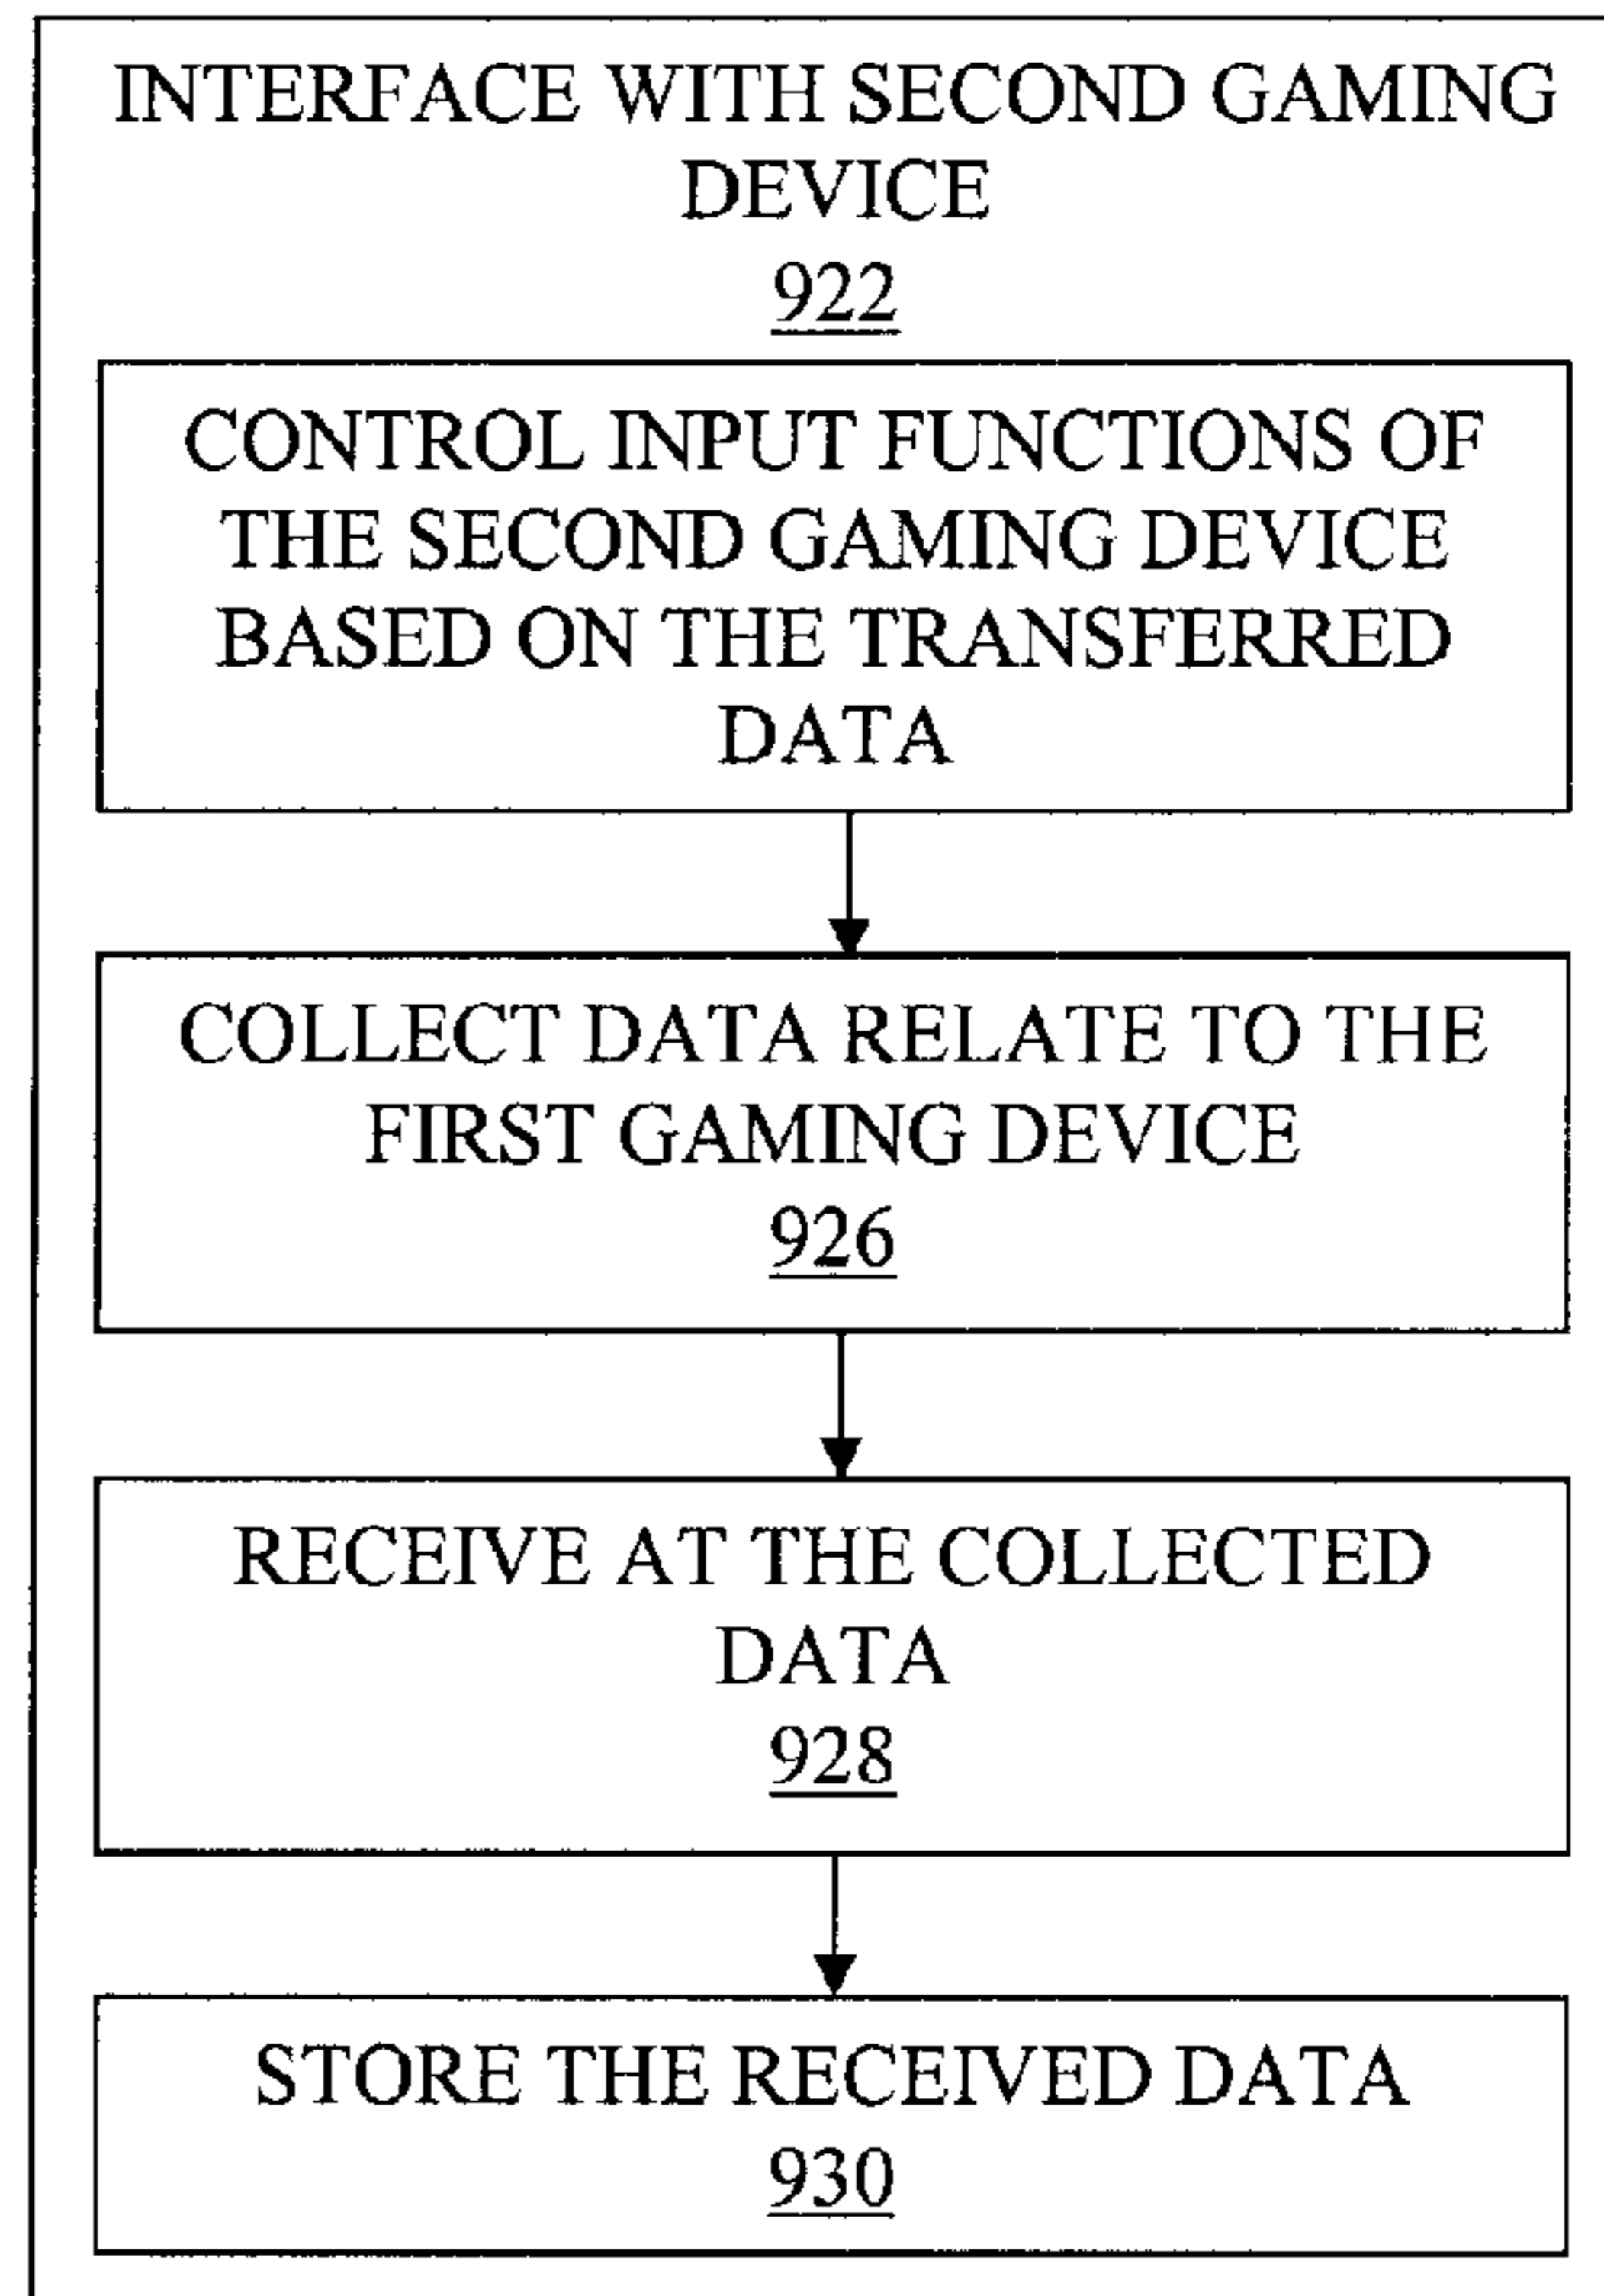 INTERFACE WITH SECOND GAMING
DEVICE
922
CONTROL INPUT FUNCTIONS OF
THE SECOND GAMING DEVICE
BASED ON THE TRANSFERRED
DATA
COLLECT DATA RELATE TO THE
FIRST GAMING DEVICE
926
RECEIVE AT THE COLLECTED
DATA
928
STORE THE RECEIVED DATA
930